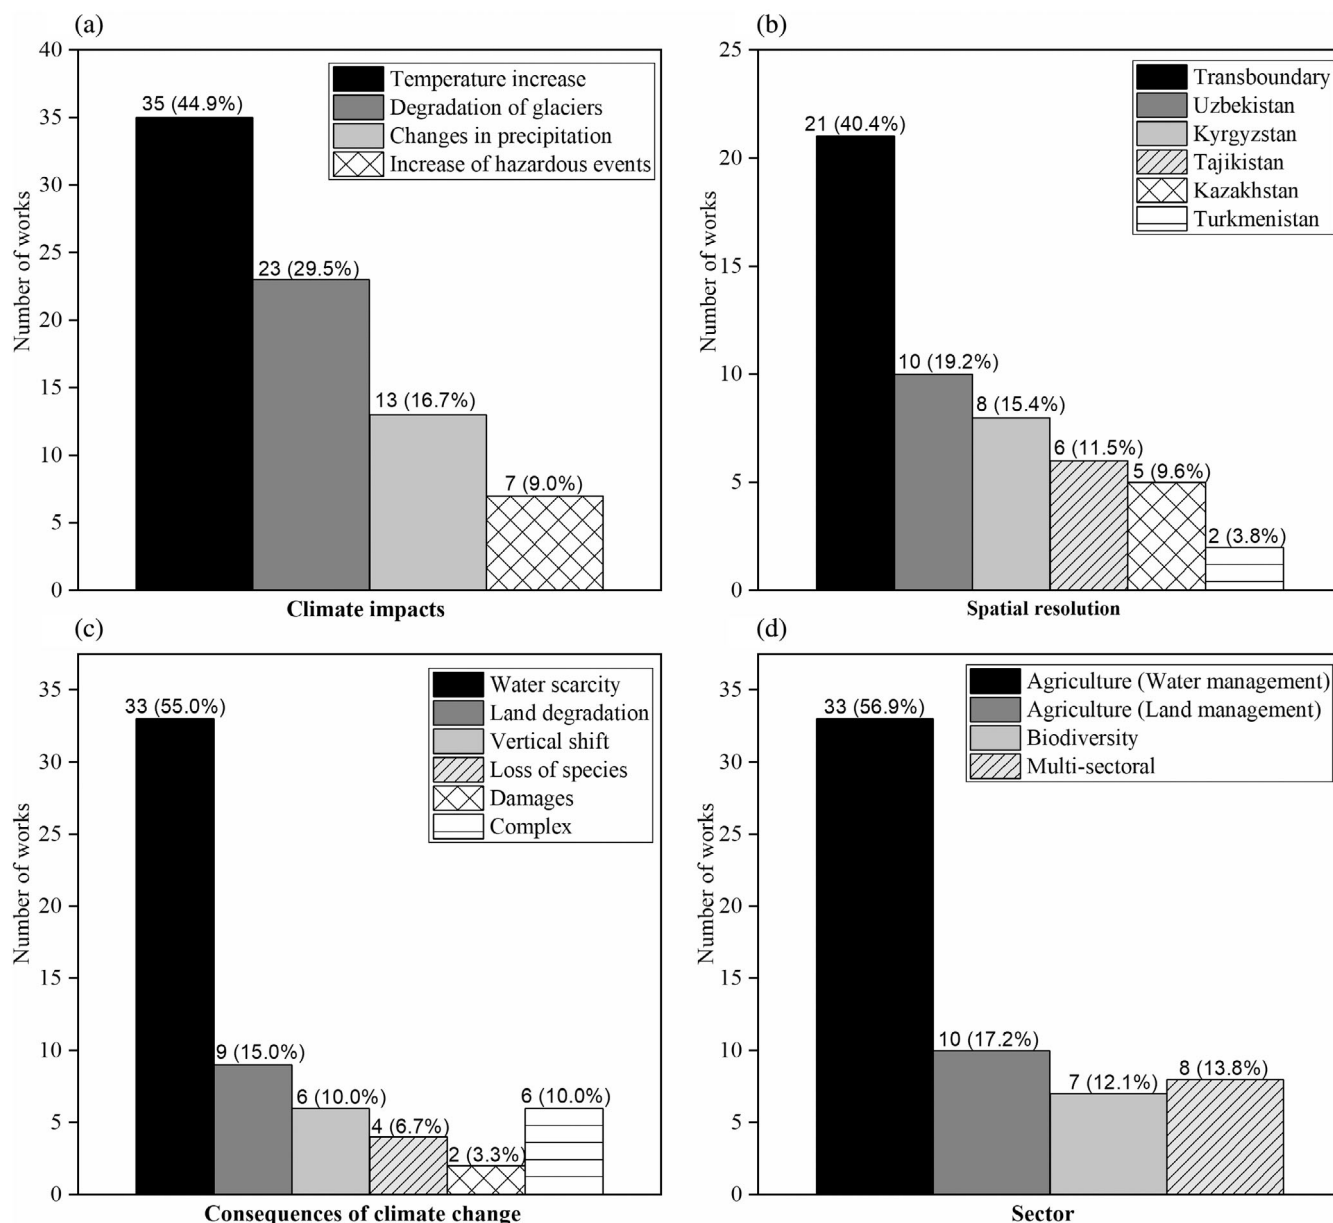 (a)
40
35
30
25
20
15
10
5
0
Number of works
35 (44.9%)
23 (29.5%)
13 (16.7%)
7 (9.0%)
Temperature increase
Degradation of glaciers
Changes in precipitation
Increase of hazardous events
Climate impacts
(b)
25
20
15
10
5
0
Number of works
21 (40.4%)
10 (19.2%)
8 (15.4%)
6 (11.5%)
5 (9.6%)
2 (3.8%)
Transboundary
Uzbekistan
Kyrgyzstan
Tajikistan
Kazakhstan
Turkmenistan
Spatial resolution
(c)
35
30
25
20
15
10
5
0
Number of works
33 (55.0%)
9 (15.0%)
6 (10.0%)
4 (6.7%)
2 (3.3%)
6 (10.0%)
Water scarcity
Land degradation
Vertical shift
Loss of species
Damages
Complex
Consequences of climate change
(d)
35
30
25
20
15
10
5
0
Number of works
33 (56.9%)
10 (17.2%)
7 (12.1%)
8 (13.8%)
Agriculture (Water management)
Agriculture (Land management)
Biodiversity
Multi-sectoral
Sector